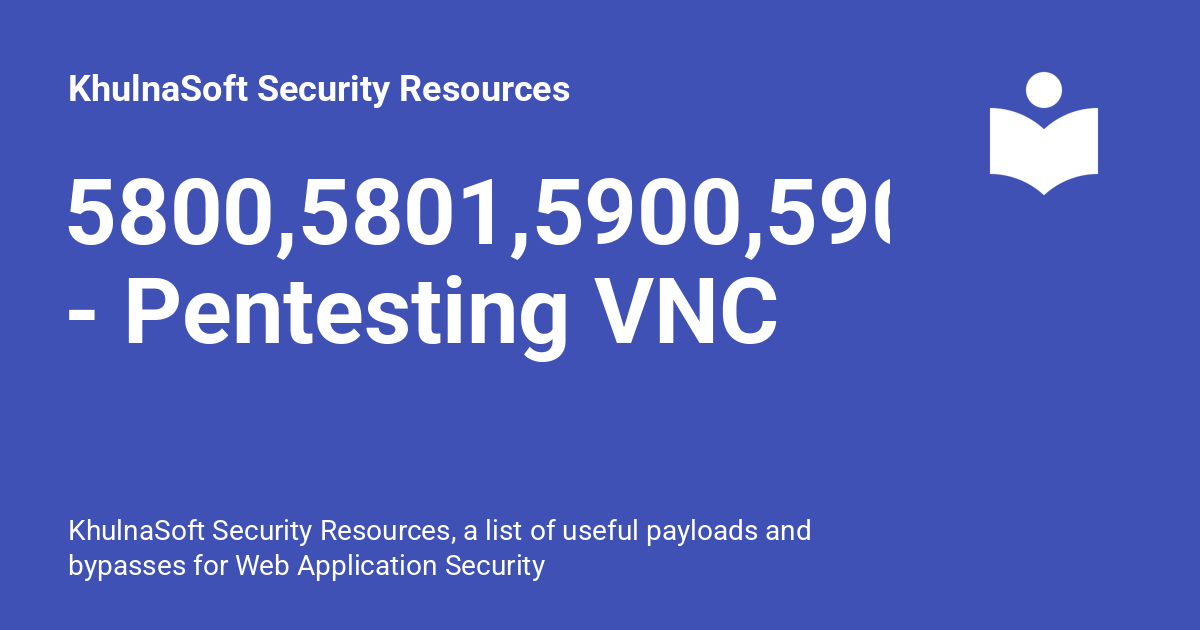 KhulnaSoft Security Resources
5800,5801,5900,590
- Pentesting VNC
KhulnaSoft Security Resources, a list of useful payloads and
bypasses for Web Application Security